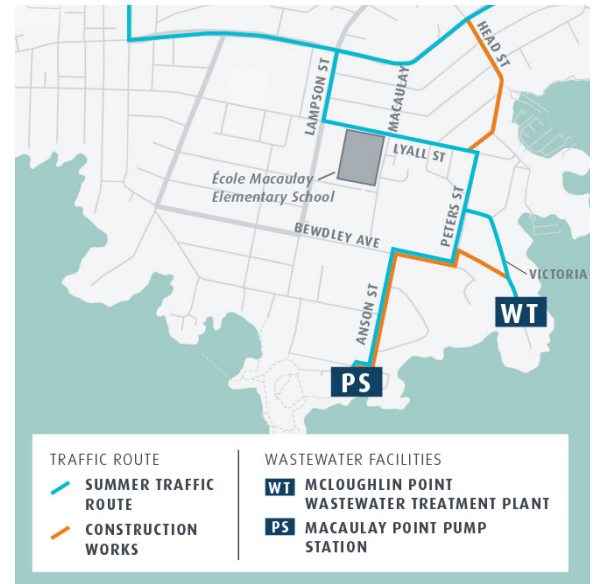 HEAD ST
LAMPSON ST
MACAULAY
LYALL ST
École Macaulay
Elementary School
PETERS ST
BEWDLEY AVE
VICTORIA
ANSON ST
WT
PS
TRAFFIC ROUTE
SUMMER TRAFFIC
ROUTE
CONSTRUCTION
WORKS
WASTEWATER FACILITIES
WT MCLOUGHLIN POINT
WASTEWATER TREATMENT PLANT
PS MACAULAY POINT PUMP
STATION